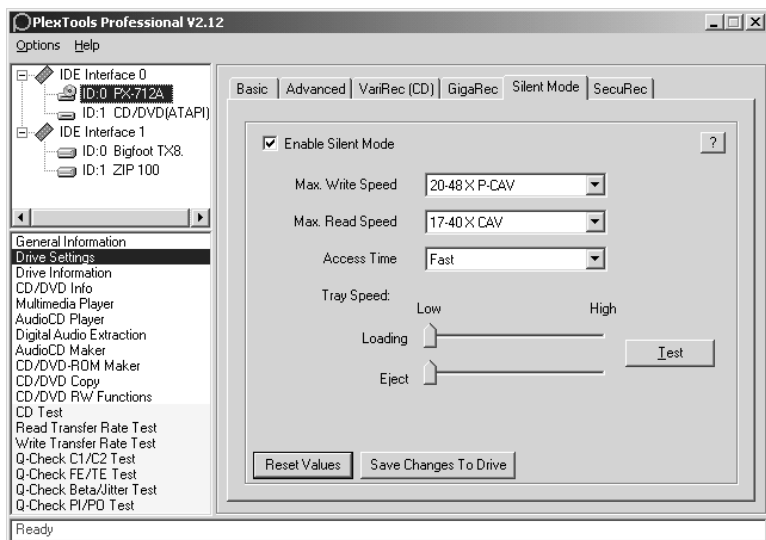 PlexTools Professional V2.12
Options Help
IDE Interface 0
ID:0 PX-712A
ID:1 CD/DVD(ATAPI)
IDE Interface 1
ID:0 Bigfoot TX8.
ID:1 ZIP 100
General Information
Drive Settings
Drive Information
CD/DVD Info
Multimedia Player
AudioCD Player
Digital Audio Extraction
AudioCD Maker
CD/DVD-ROM Maker
CD/DVD Copy
CD/DVD RW Functions
CD Test
Read Transfer Rate Test
Write Transfer Rate Test
Q-Check C1/C2 Test
Q-Check FE/TE Test
Q-Check Beta/Jitter Test
Q-Check PI/PO Test
Basic Advanced VariRec (CD) GigaRec Silent Mode SecuRec
Enable Silent Mode ?
Max. Write Speed 20-48 X P-CAV
Max. Read Speed 17-40 X CAV
Access Time Fast
Tray Speed:
Low High
Loading
Eject
Test
Reset Values Save Changes To Drive
Ready